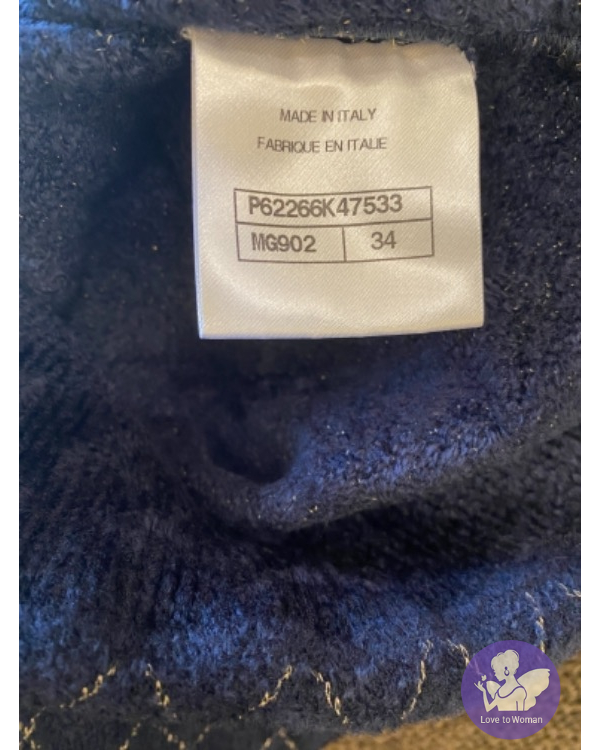 MADE IN ITALY
FABRIQUE EN ITALIE
P62266K47533
MG902 34
Love to Woman